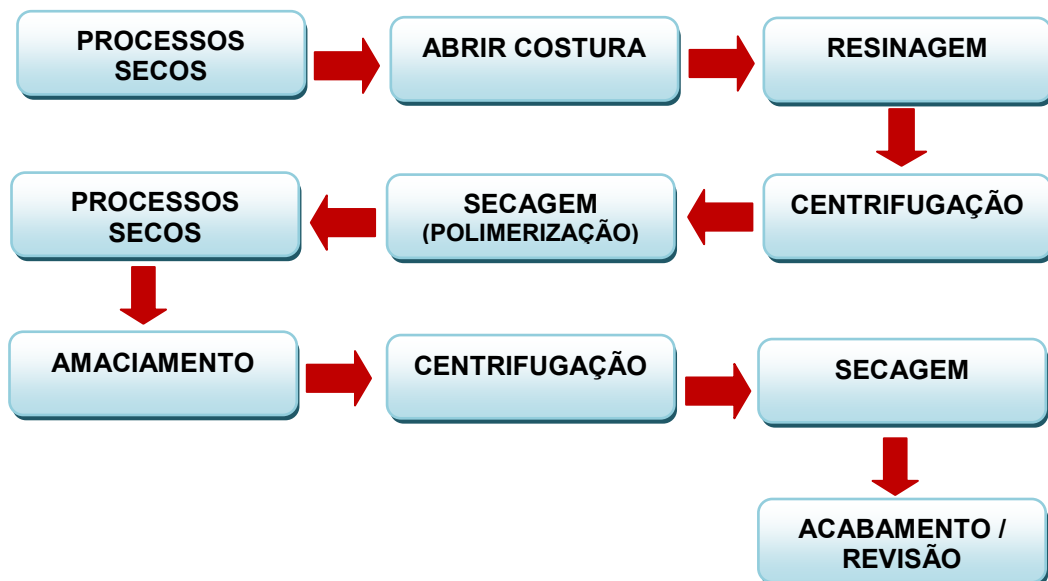 PROCESSOS
SECOS
ABRIR COSTURA
RESINAGEM
CENTRIFUGAÇÃO
SECAGEM
(POLIMERIZAÇÃO)
PROCESSOS
SECOS
AMACIAMENTO
CENTRIFUGAÇÃO
SECAGEM
ACABAMENTO /
REVISÃO